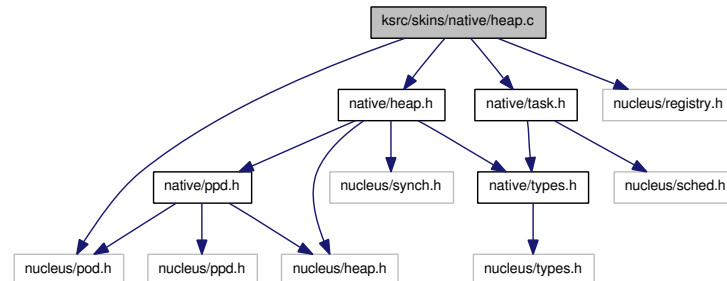 ksrc/skins/native/heap.c
native/heap.h
native/task.h
nucleus/registry.h
native/ppd.h
nucleus/synch.h
native/types.h
nucleus/sched.h
nucleus/pod.h
nucleus/ppd.h
nucleus/heap.h
nucleus/types.h